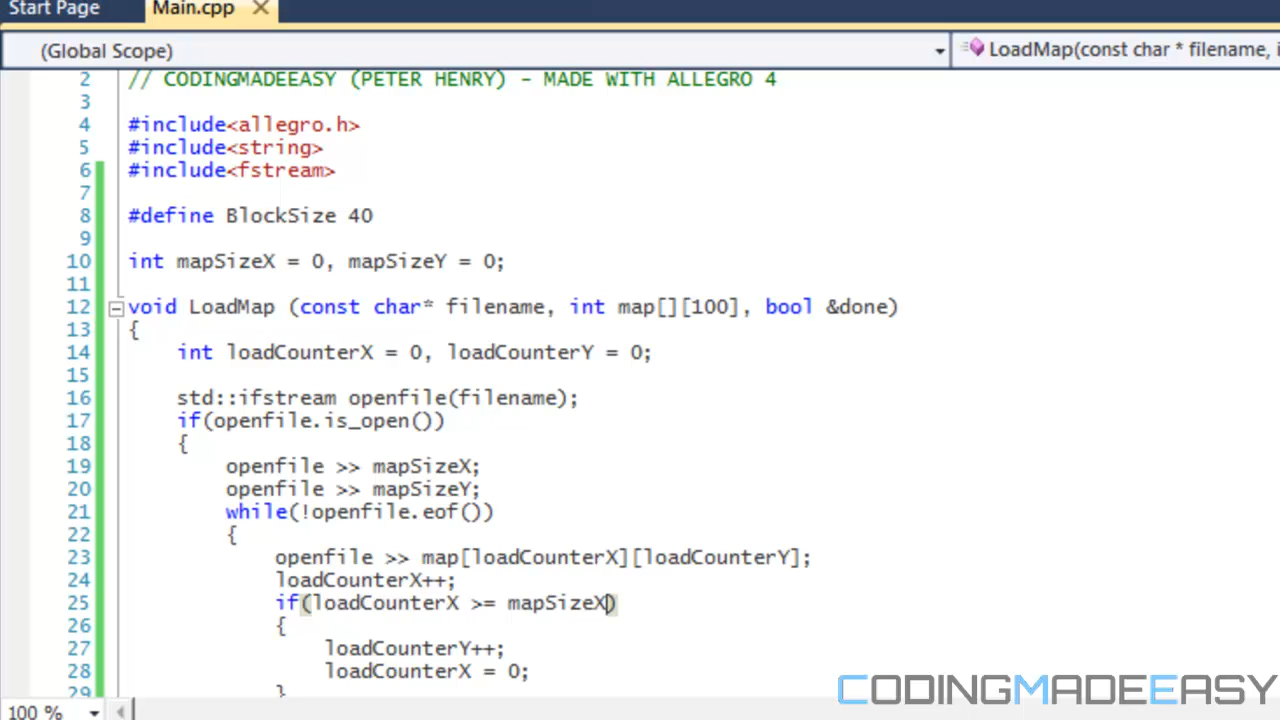 Start Page Main.cpp
(Global Scope) LoadMap(const char * filename, i
2 // CODINGMADEEASY (PETER HENRY) - MADE WITH ALLEGRO 4
3
4 #include<allegro.h>
5 #include<string>
6 #include<fstream>
7
8 #define BlockSize 40
9
10 int mapSizeX = 0, mapSizeY = 0;
11
12 void LoadMap (const char* filename, int map[][100], bool &done)
13 {
14 int loadCounterX = 0, loadCounterY = 0;
15
16 std::ifstream openfile(filename);
17 if(openfile.is_open())
18 {
19 openfile >> mapSizeX;
20 openfile >> mapSizeY;
21 while(!openfile.eof())
22 {
23 openfile >> map[loadCounterX][loadCounterY];
24 loadCounterX++;
25 if(loadCounterX >= mapSizeX)
26 {
27 loadCounterY++;
28 loadCounterX = 0;
29 }
100 %
CODINGMADEEASY